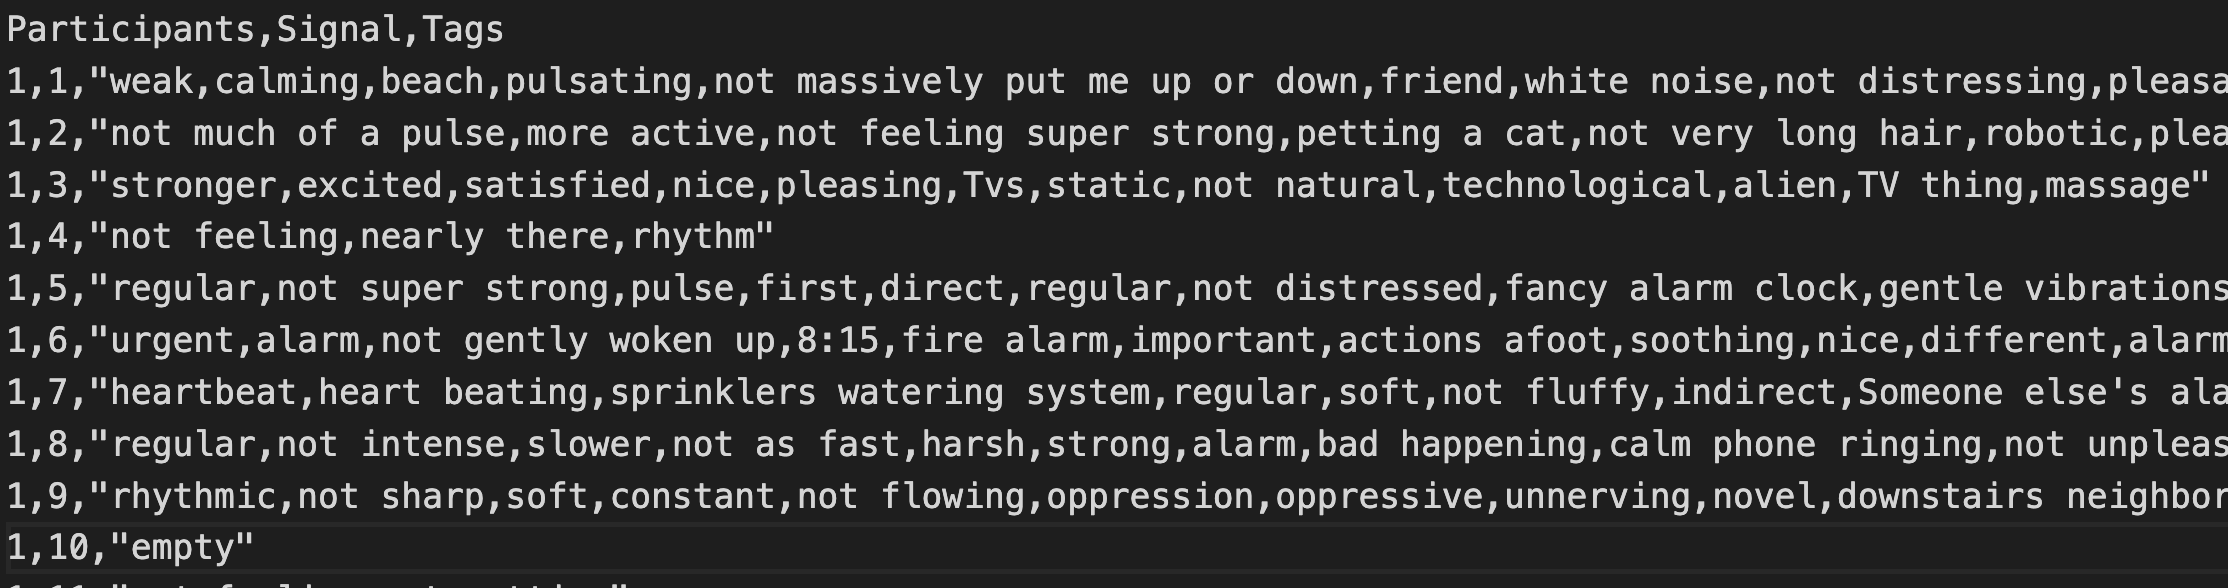 Participants,Signal,Tags
1,1,"weak,calming,beach,pulsating,not massively put me up or down,friend,white noise,not distressing,
1,2,"not much of a pulse,more active,not feeling super strong,petting a cat,not very long hair,robotic,
1,3,"stronger,excited,satisfied,nice,pleasing,Tvs,static,not natural,technological,alien,TV thing,massage"
1,4,"not feeling,nearly there,rhythm"
1,5,"regular,not super strong,pulse,first,direct,regular,not distressed,fancy alarm clock,gentle vibrations
1,6,"urgent,alarm,not gently woken up,8:15,fire alarm,important,actions afoot,soothing,nice,different,alarm
1,7,"heartbeat,heart beating,sprinklers watering system,regular,soft,not fluffy,indirect,Someone else's
1,8,"regular,not intense,slower,not as fast,harsh,strong,alarm,bad happening,calm phone ringing,not
1,9,"rhythmic,not sharp,soft,constant,not flowing,oppression,oppressive,unnerving,novel,downstairs neighbor
1,10,"empty"